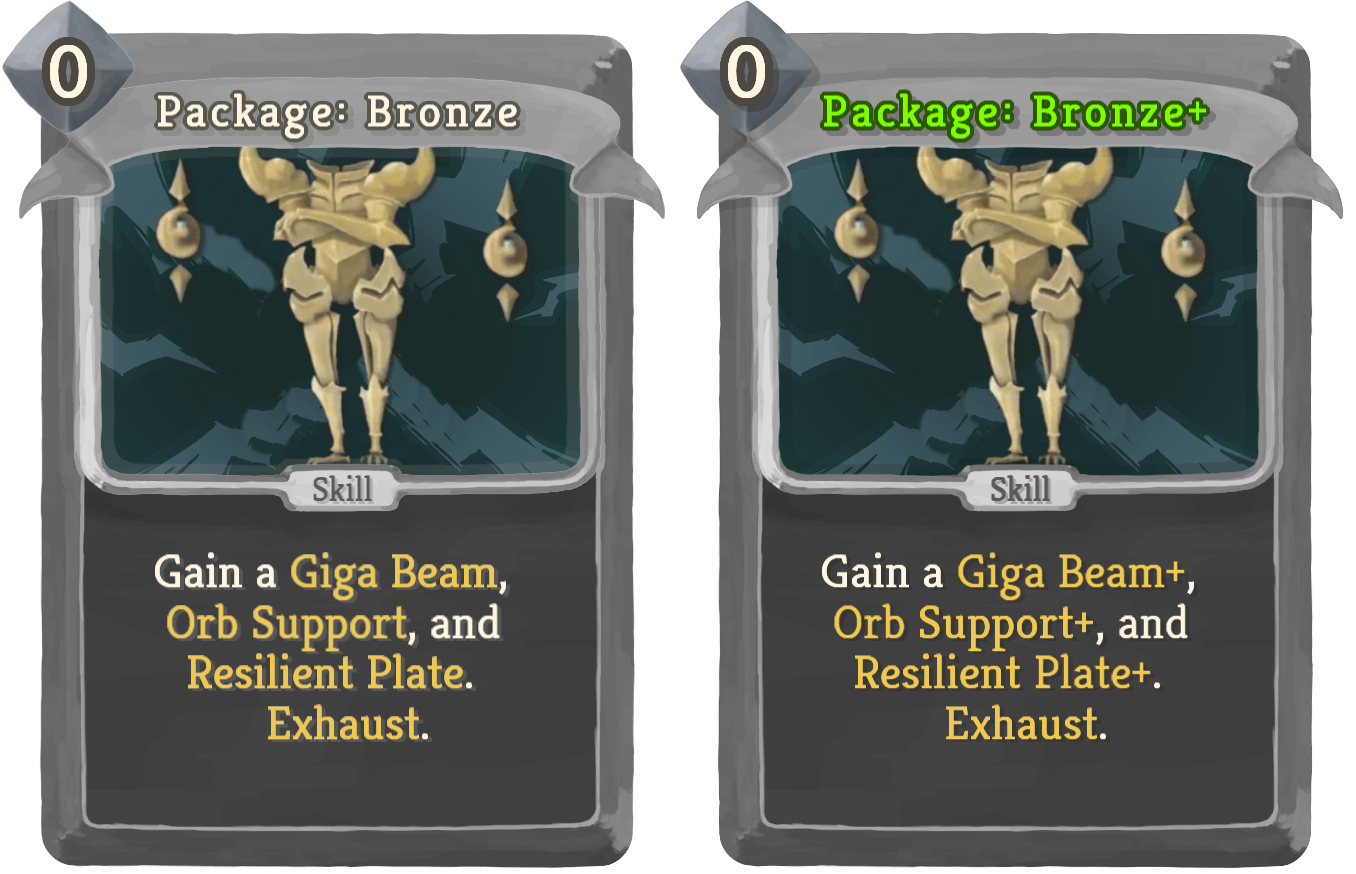 0
Package: Bronze
Skill
Gain a Giga Beam,
Orb Support, and
Resilient Plate.
Exhaust.
0
Package: Bronze+
Skill
Gain a Giga Beam+,
Orb Support+, and
Resilient Plate+.
Exhaust.